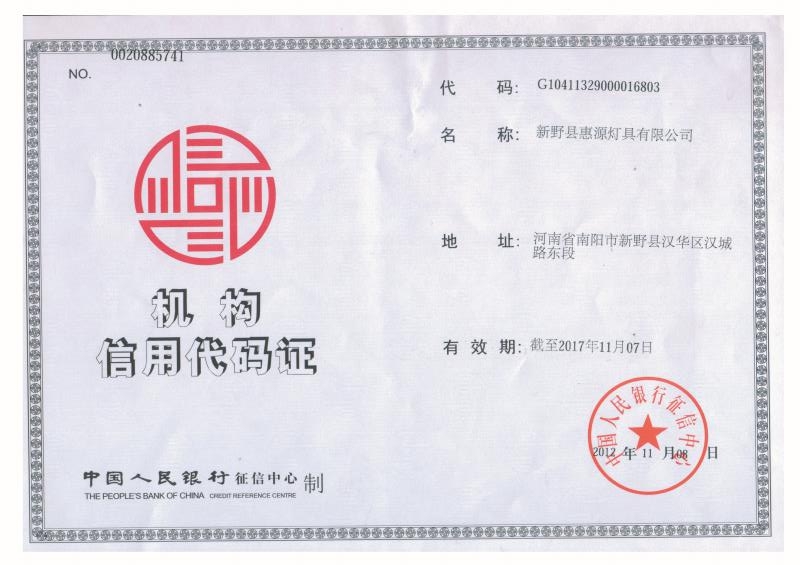 0020885741
NO.
代 码: G10411329000016803
名 称: 新野县惠源灯具有限公司
地 址: 河南省南阳市新野县汉华区汉城
路东段
机构
信用代码证
有效期: 截至2017年11月07日
中国人民银行征信中心
2012 年 11 月 08 日
中国人民银行征信中心 制
THE PEOPLE'S BANK OF CHINA CREDIT REFERENCE CENTRE